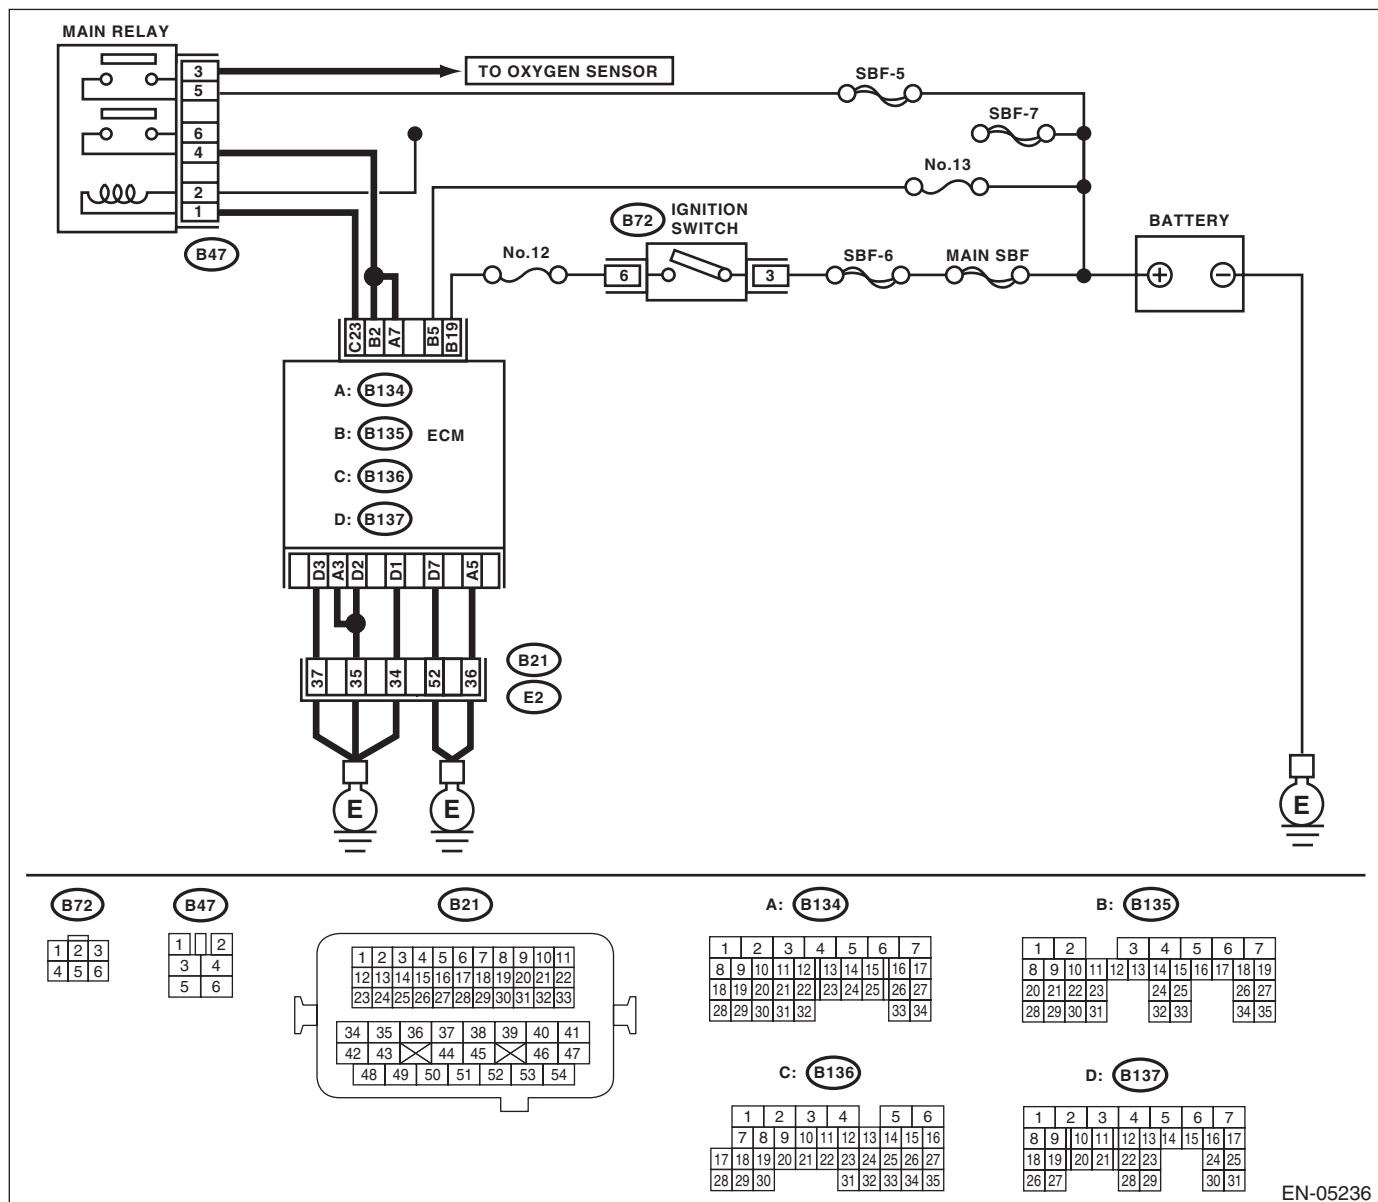 MAIN RELAY
3
5
6
4
2
1
B47
TO OXYGEN SENSOR
SBF-5
SBF-7
No.13
B72
IGNITION
SWITCH
BATTERY
No.12
6
3
SBF-6
MAIN SBF
+
−
C23 B2 A7 B5 B19
A: B134
B: B135 ECM
C: B136
D: B137
D3 A3 D2 D1 D7 A5
37 35 34 52 36
B21
E2
E
E
E
B72
1 2 3
4 5 6
B47
1 2
3 4
5 6
B21
1 2 3 4 5 6 7 8 9 10 11
12 13 14 15 16 17 18 19 20 21 22
23 24 25 26 27 28 29 30 31 32 33
34 35 36 37 38 39 40 41
42 43 44 45 46 47
48 49 50 51 52 53 54
A: B134
1 2 3 4 5 6 7
8 9 10 11 12 13 14 15 16 17
18 19 20 21 22 23 24 25 26 27
28 29 30 31 32 33 34
B: B135
1 2 3 4 5 6 7
8 9 10 11 12 13 14 15 16 17 18 19
20 21 22 23 24 25 26 27
28 29 30 31 32 33 34 35
C: B136
1 2 3 4 5 6
7 8 9 10 11 12 13 14 15 16
17 18 19 20 21 22 23 24 25 26 27
28 29 30 31 32 33 34 35
D: B137
1 2 3 4 5 6 7
8 9 10 11 12 13 14 15 16 17
18 19 20 21 22 23 24 25
26 27 28 29 30 31
EN-05236